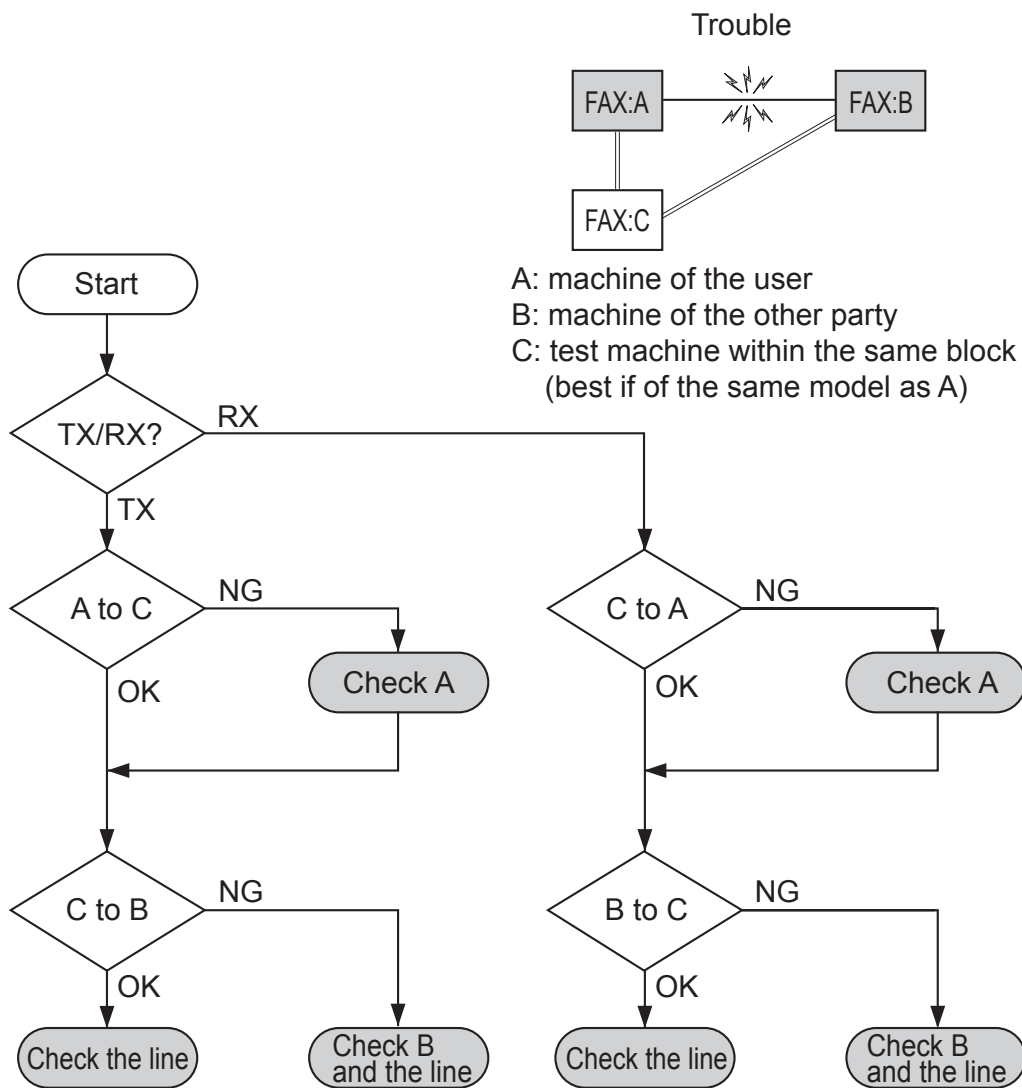 Trouble
FAX:A
FAX:B
FAX:C
A: machine of the user
B: machine of the other party
C: test machine within the same block
(best if of the same model as A)
Start
TX/RX?
RX
TX
A to C
NG
Check A
OK
C to A
NG
Check A
OK
C to B
NG
OK
Check the line
Check B
and the line
B to C
NG
OK
Check the line
Check B
and the line